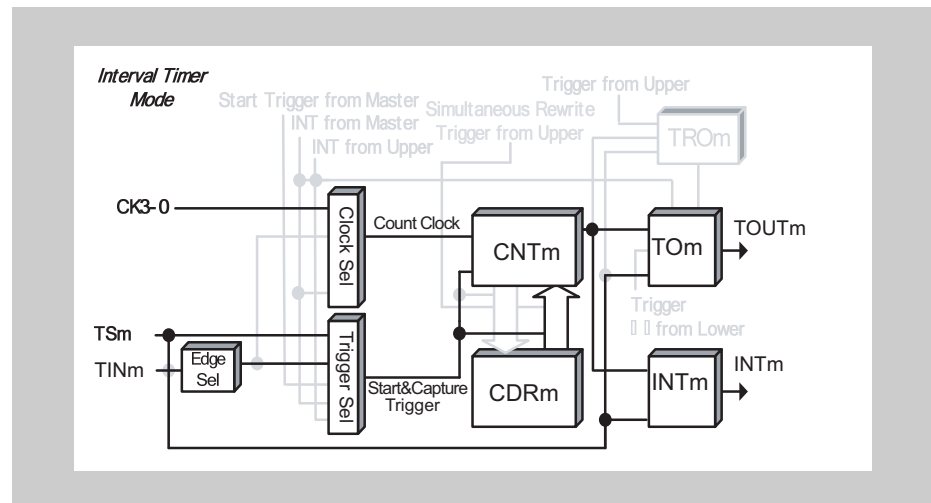 Interval Timer
Mode
Trigger from Upper
Start Trigger from Master
Simultaneous Rewrite
INT from Master
Trigger from Upper
INT from Upper
TROm
CK3-0
Clock Sel
Count Clock
CNTm
TOm
TOUTm
Trigger
from Lower
TSm
TINm
Edge
Sel
Trigger Sel
Start&Capture
Trigger
CDRm
INTm
INTm